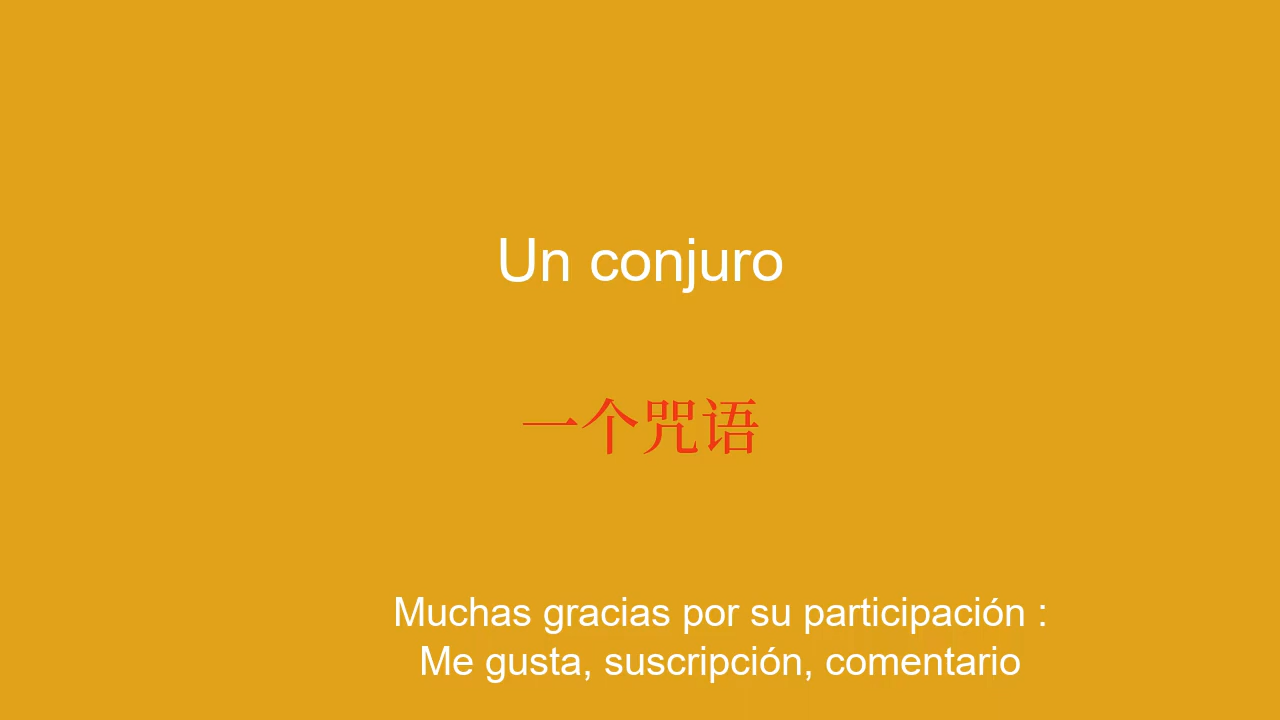 Un conjuro
一个咒语
Muchas gracias por su participación :
Me gusta, suscripción, comentario